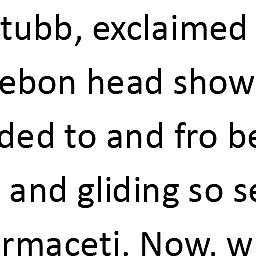 tubb, exclaimed
ebon head show
ded to and fro be
and gliding so se
rmaceti. Now, w